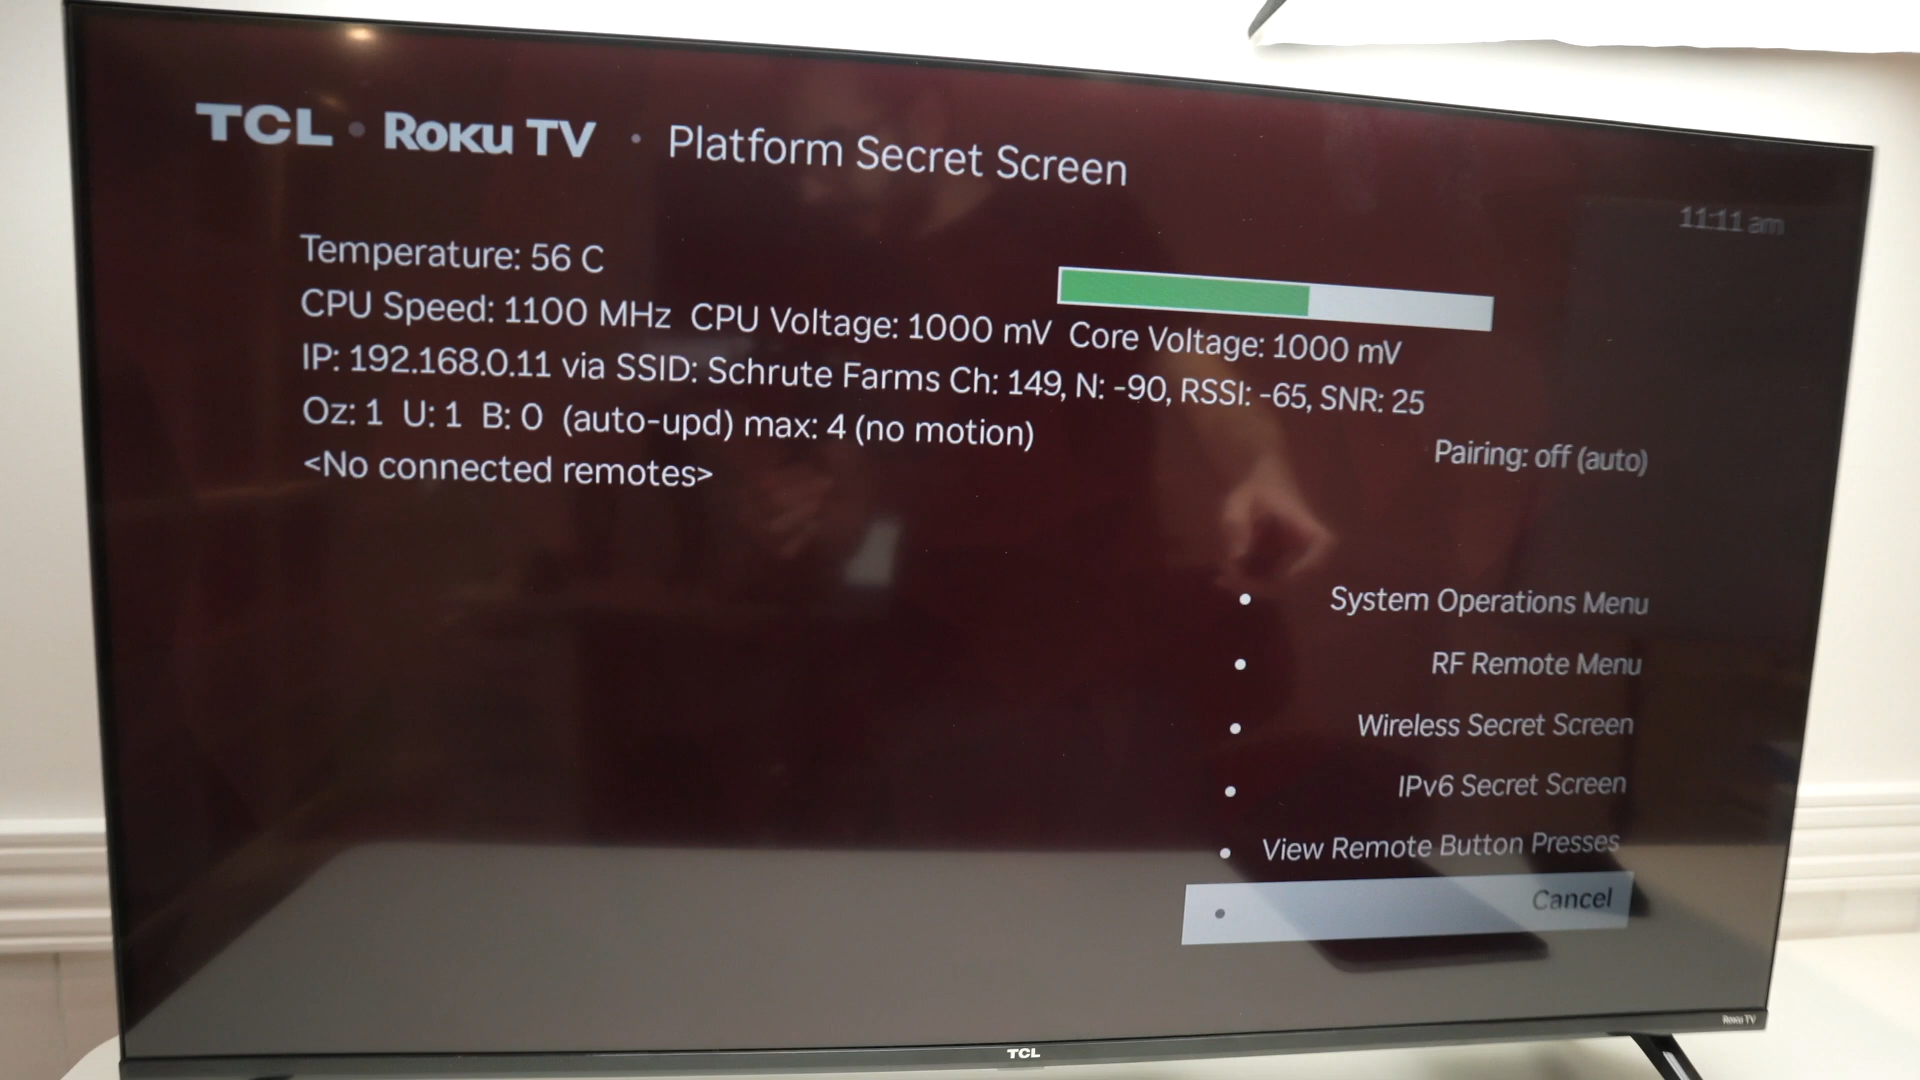 TCL • Roku TV • Platform Secret Screen
11:11 am
Temperature: 56 C
CPU Speed: 1100 MHz CPU Voltage: 1000 mV Core Voltage: 1000 mV
IP: 192.168.0.11 via SSID: Schrute Farms Ch: 149, N: -90, RSSI: -65, SNR: 25
Oz: 1 U: 1 B: 0 (auto-upd) max: 4 (no motion)
Pairing: off (auto)
<No connected remotes>
• System Operations Menu
• RF Remote Menu
• Wireless Secret Screen
• IPv6 Secret Screen
• View Remote Button Presses
• Cancel
Roku TV
TCL